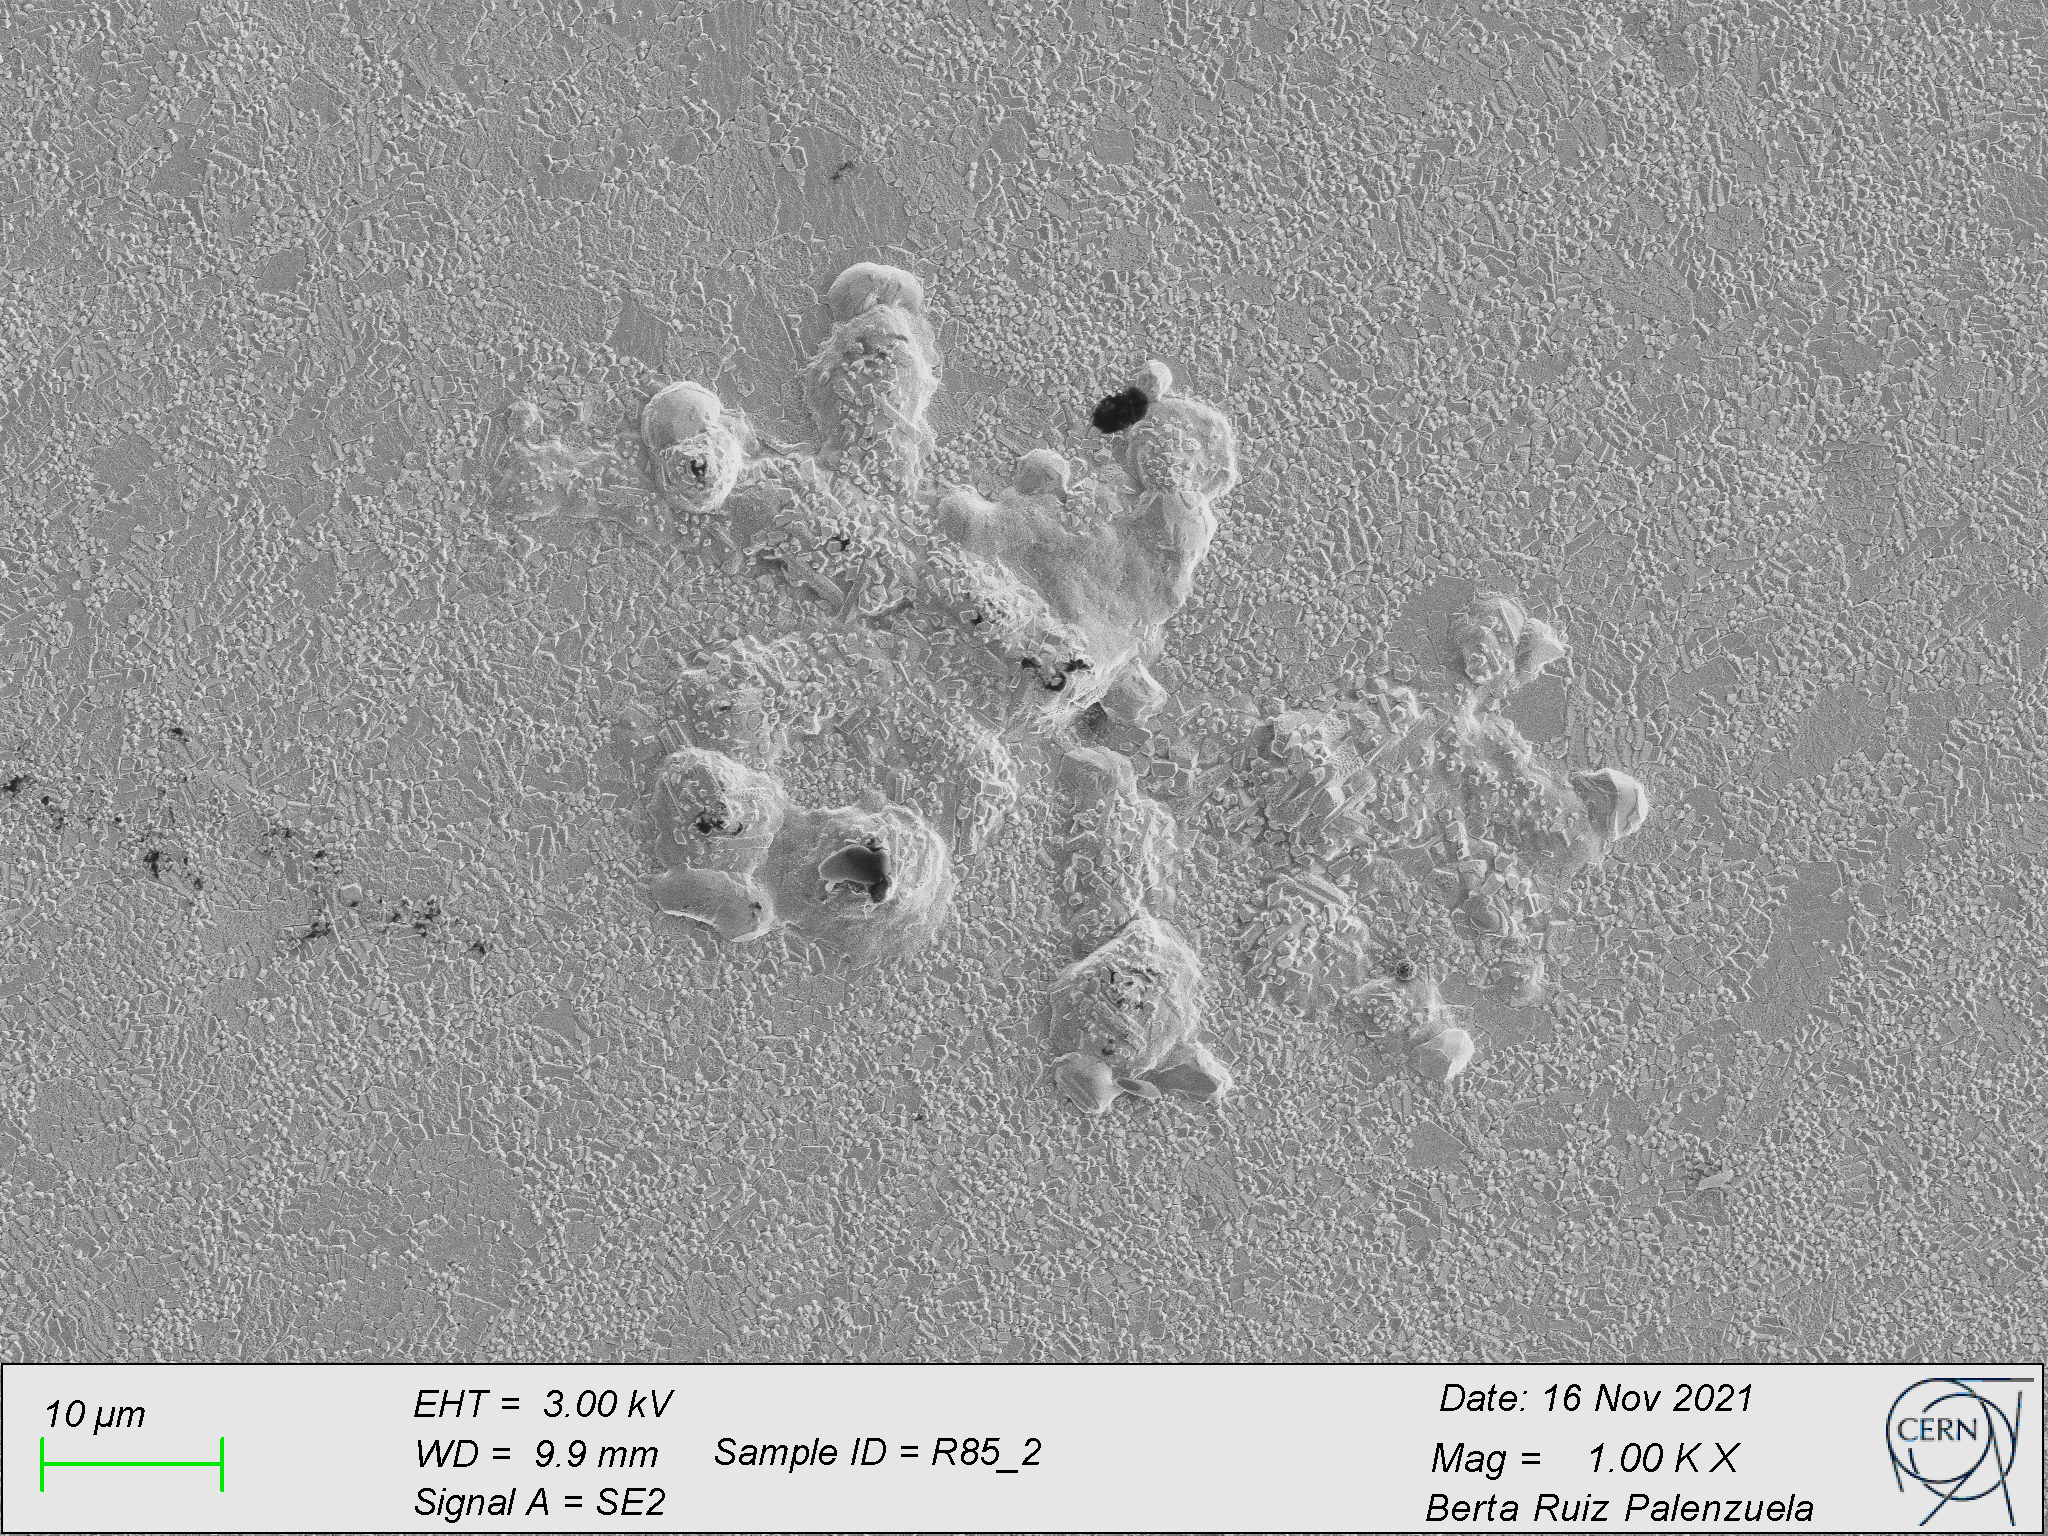 10 µm
EHT = 3.00 kV
WD = 9.9 mm
Signal A = SE2
Sample ID = R85_2
Date: 16 Nov 2021
Mag = 1.00 K X
Berta Ruiz Palenzuela
CERN